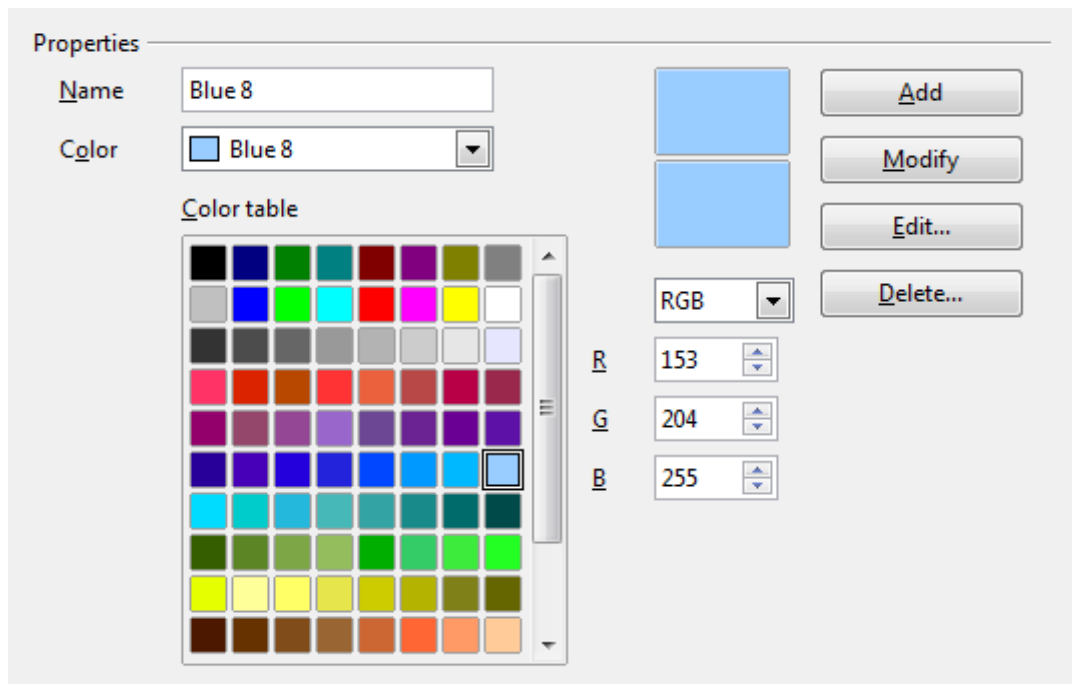 Properties
Name Blue 8 Add
Color Blue 8 Modify
Color table Edit...
RGB Delete...
R 153
G 204
B 255